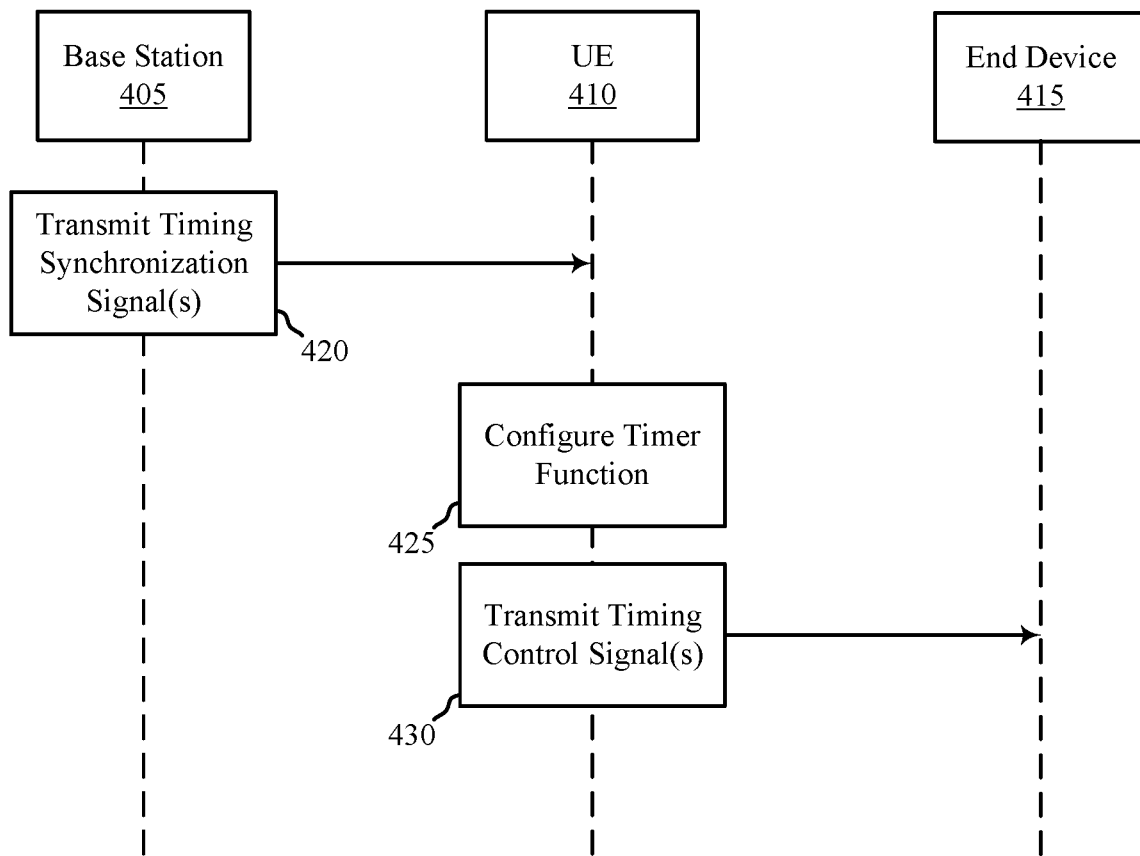 Base Station
405
UE
410
End Device
415
Transmit Timing
Synchronization
Signal(s)
420
Configure Timer
Function
425
Transmit Timing
Control Signal(s)
430